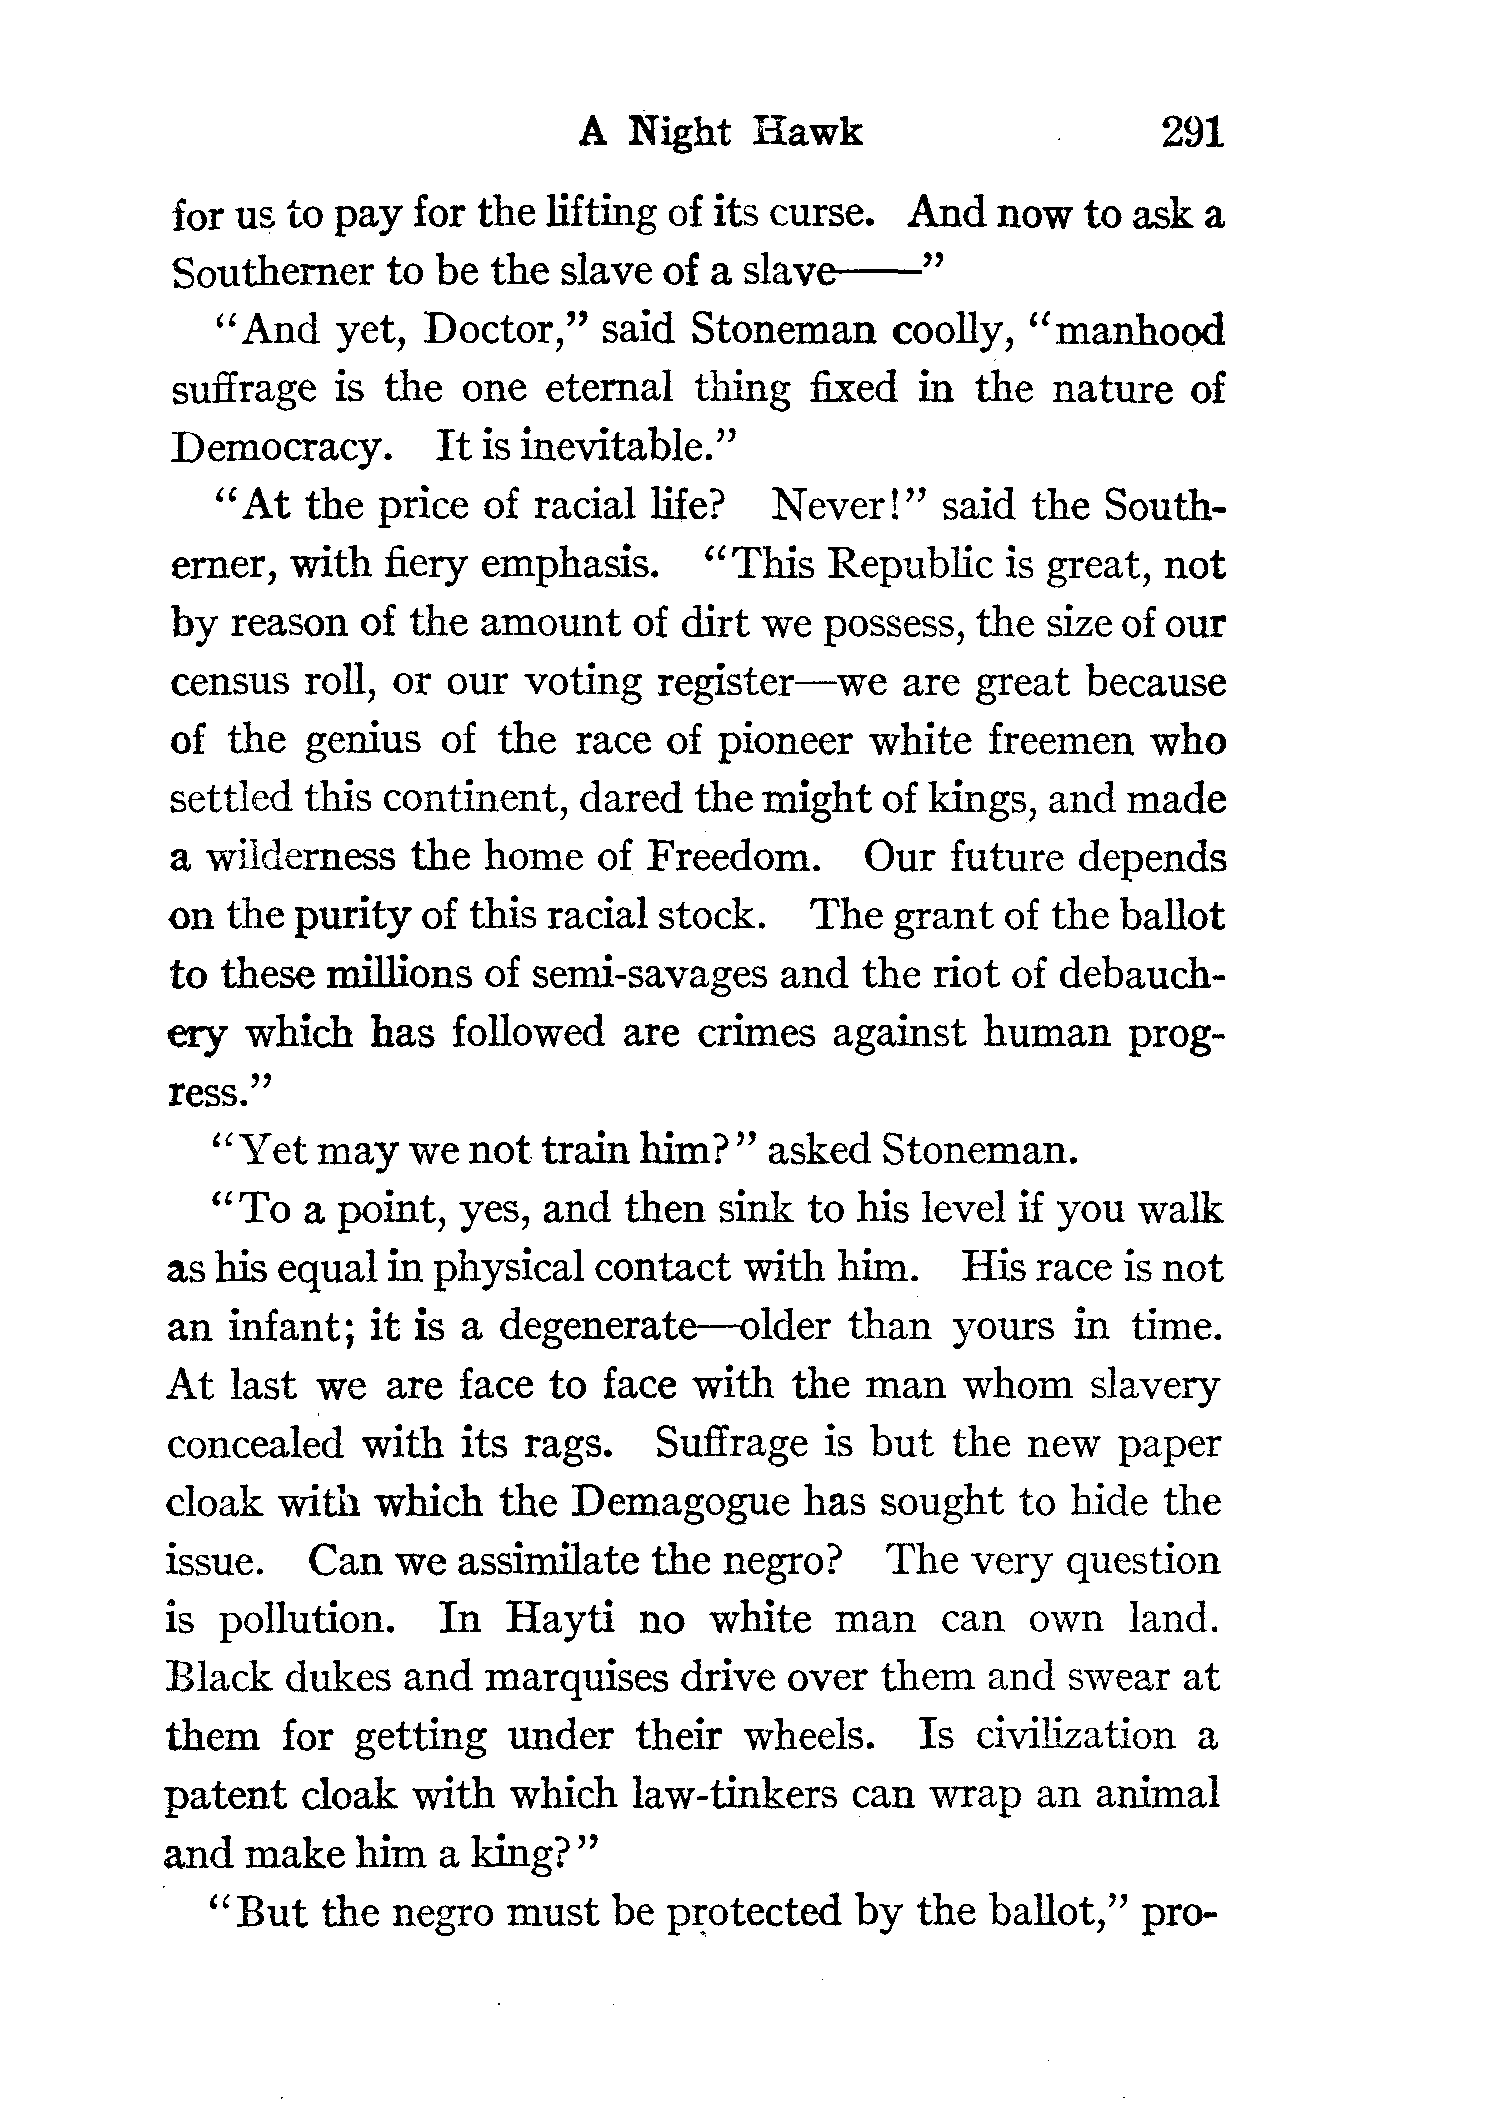 A Night Hawk 291
for us to pay for the lifting of its curse. And now to ask a
Southerner to be the slave of a slave——"
"And yet, Doctor," said Stoneman coolly, "manhood
suffrage is the one eternal thing fixed in the nature of
Democracy. It is inevitable."
"At the price of racial life? Never!" said the South-
erner, with fiery emphasis. "This Republic is great, not
by reason of the amount of dirt we possess, the size of our
census roll, or our voting register—we are great because
of the genius of the race of pioneer white freemen who
settled this continent, dared the might of kings, and made
a wilderness the home of Freedom. Our future depends
on the purity of this racial stock. The grant of the ballot
to these millions of semi-savages and the riot of debauch-
ery which has followed are crimes against human prog-
ress."
"Yet may we not train him?" asked Stoneman.
"To a point, yes, and then sink to his level if you walk
as his equal in physical contact with him. His race is not
an infant; it is a degenerate—older than yours in time.
At last we are face to face with the man whom slavery
concealed with its rags. Suffrage is but the new paper
cloak with which the Demagogue has sought to hide the
issue. Can we assimilate the negro? The very question
is pollution. In Hayti no white man can own land.
Black dukes and marquises drive over them and swear at
them for getting under their wheels. Is civilization a
patent cloak with which law-tinkers can wrap an animal
and make him a king?"
"But the negro must be protected by the ballot," pro-